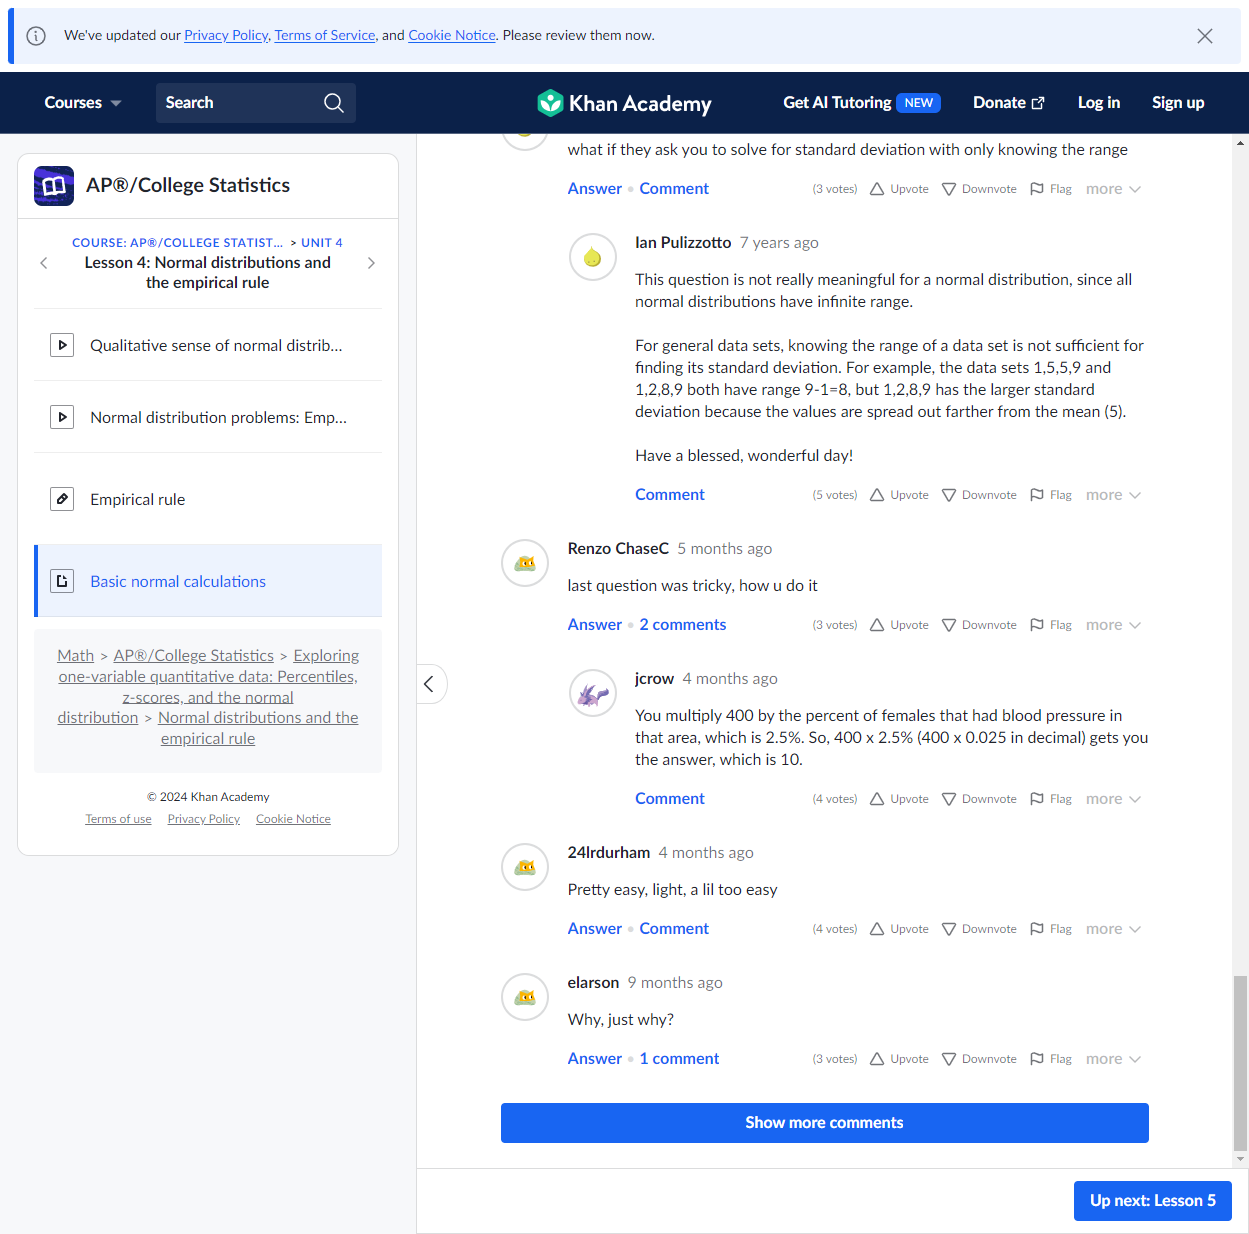 We've updated our Privacy Policy, Terms of Service, and Cookie Notice. Please review them now.
Courses
Search
Khan Academy
Get AI Tutoring NEW
Donate
Log in
Sign up
AP®/College Statistics
COURSE: AP®/COLLEGE STATIST... > UNIT 4
Lesson 4: Normal distributions and
the empirical rule
Qualitative sense of normal distrib...
Normal distribution problems: Emp...
Empirical rule
Basic normal calculations
Math > AP®/College Statistics > Exploring
one-variable quantitative data: Percentiles,
z-scores, and the normal
distribution > Normal distributions and the
empirical rule
© 2024 Khan Academy
Terms of use Privacy Policy Cookie Notice
what if they ask you to solve for standard deviation with only knowing the range
Answer • Comment (3 votes) Upvote Downvote Flag more
Ian Pulizzotto 7 years ago
This question is not really meaningful for a normal distribution, since all
normal distributions have infinite range.
For general data sets, knowing the range of a data set is not sufficient for
finding its standard deviation. For example, the data sets 1,5,5,9 and
1,2,8,9 both have range 9-1=8, but 1,2,8,9 has the larger standard
deviation because the values are spread out farther from the mean (5).
Have a blessed, wonderful day!
Comment (5 votes) Upvote Downvote Flag more
Renzo ChaseC 5 months ago
last question was tricky, how u do it
Answer • 2 comments (3 votes) Upvote Downvote Flag more
jcrow 4 months ago
You multiply 400 by the percent of females that had blood pressure in
that area, which is 2.5%. So, 400 x 2.5% (400 x 0.025 in decimal) gets you
the answer, which is 10.
Comment (4 votes) Upvote Downvote Flag more
24lrdurham 4 months ago
Pretty easy, light, a lil too easy
Answer • Comment (4 votes) Upvote Downvote Flag more
elarson 9 months ago
Why, just why?
Answer • 1 comment (3 votes) Upvote Downvote Flag more
Show more comments
Up next: Lesson 5